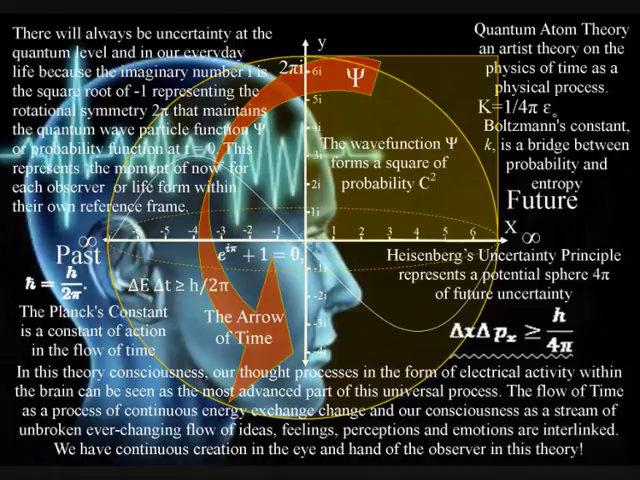 There will always be uncertainty at the
quantum level and in our everyday
life because the imaginary number i is
the square root of -1 representing the
rotational symmetry 2π that maintains
the quantum wave particle function Ψ
or probability function at t = 0. This
represents 'the moment of now' for
each observer or life form within
their own reference frame.
Quantum Atom Theory
an artist theory on the
physics of time as a
physical process.
K=1/4π ε。
Boltzmann's constant,
k, is a bridge between
probability and
entropy
Future
y
2πi
Ψ
6i
5i
The wavefunction Ψ
3i
forms a square of
2i
probability C²
1i
-3 -2 -1 1 2 3 4 5 6 X
∞ ∞
Past
e^{iπ} + 1 = 0,
ħ = h/2π.
ΔE Δt ≥ h/2π
-1i
-2i
-3i
The Planck's Constant
is a constant of action
in the flow of time
The Arrow
of Time
Heisenberg's Uncertainty Principle
represents a potential sphere 4π
of future uncertainty
Δx Δ pₓ ≥ h/4π
In this theory consciousness, our thought processes in the form of electrical activity within
the brain can be seen as the most advanced part of this universal process. The flow of Time
as a process of continuous energy exchange change and our consciousness as a stream of
unbroken ever-changing flow of ideas, feelings, perceptions and emotions are interlinked.
We have continuous creation in the eye and hand of the observer in this theory!